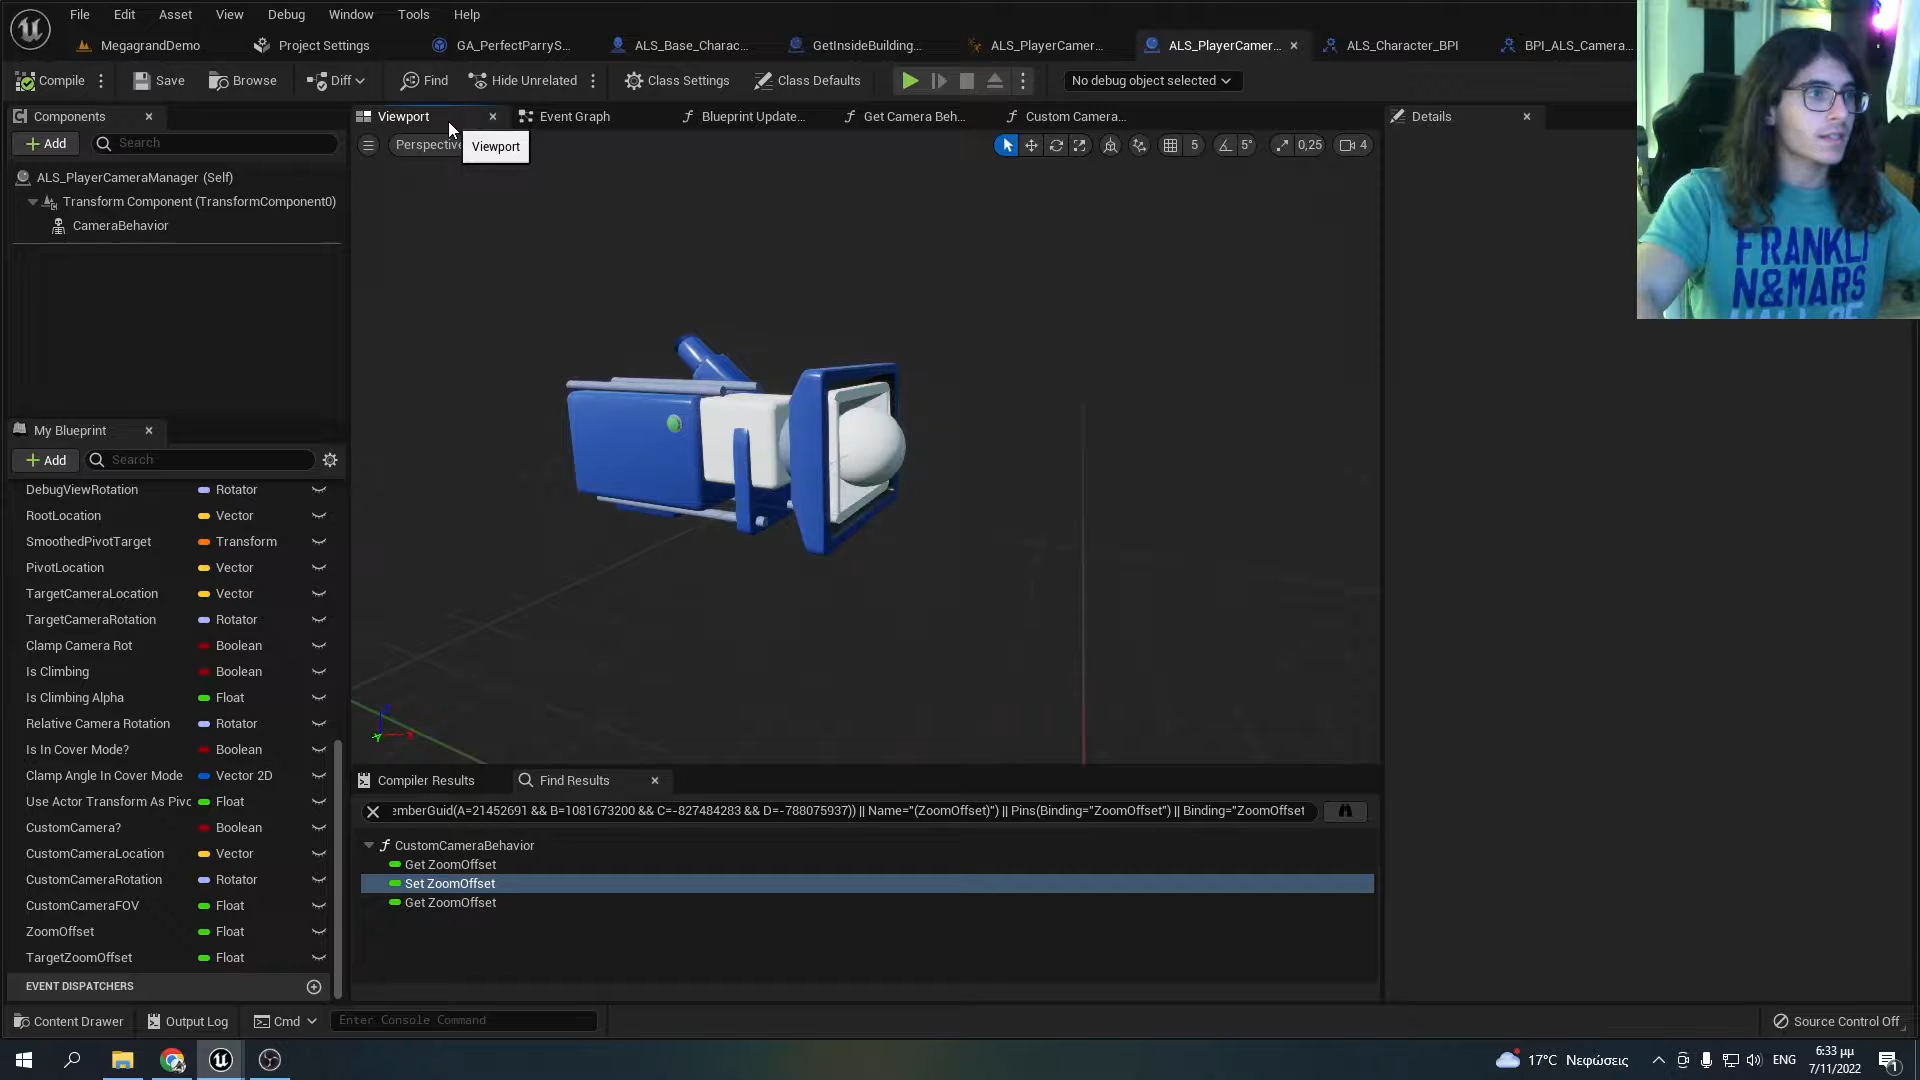 File Edit Asset View Debug Window Tools Help
MegagrandDemo Project Settings GA_PerfectParryS... ALS_Base_Charac... GetInsideBuilding... ALS_PlayerCamer... ALS_PlayerCamer... ALS_Character_BPI BPI_ALS_Camera...
Compile Save Browse Diff Find Hide Unrelated Class Settings Class Defaults No debug object selected
Components Viewport Event Graph Blueprint Update... Get Camera Beh... Custom Camera... Details
Add Search Perspective 5 5° 0,25 4
Viewport
ALS_PlayerCameraManager (Self)
Transform Component (TransformComponent0)
CameraBehavior
FRANKLI
N&MARS
My Blueprint
Add Search
DebugViewRotation Rotator
RootLocation Vector
SmoothedPivotTarget Transform
PivotLocation Vector
TargetCameraLocation Vector
TargetCameraRotation Rotator
Clamp Camera Rot Boolean
Is Climbing Boolean
Is Climbing Alpha Float
Relative Camera Rotation Rotator
Is In Cover Mode? Boolean
Clamp Angle In Cover Mode Vector 2D
Use Actor Transform As Pivo Float
CustomCamera? Boolean
CustomCameraLocation Vector
CustomCameraRotation Rotator
CustomCameraFOV Float
ZoomOffset Float
TargetZoomOffset Float
EVENT DISPATCHERS
Compiler Results Find Results
emberGuid(A=21452691 && B=1081673200 && C=-827484283 && D=-788075937)) || Name="(ZoomOffset)") || Pins(Binding="ZoomOffset") || Binding="ZoomOffset
CustomCameraBehavior
Get ZoomOffset
Set ZoomOffset
Get ZoomOffset
Content Drawer Output Log Cmd Enter Console Command Source Control Off
17°C Νεφώσεις ENG 6:33 μμ
7/11/2022 1